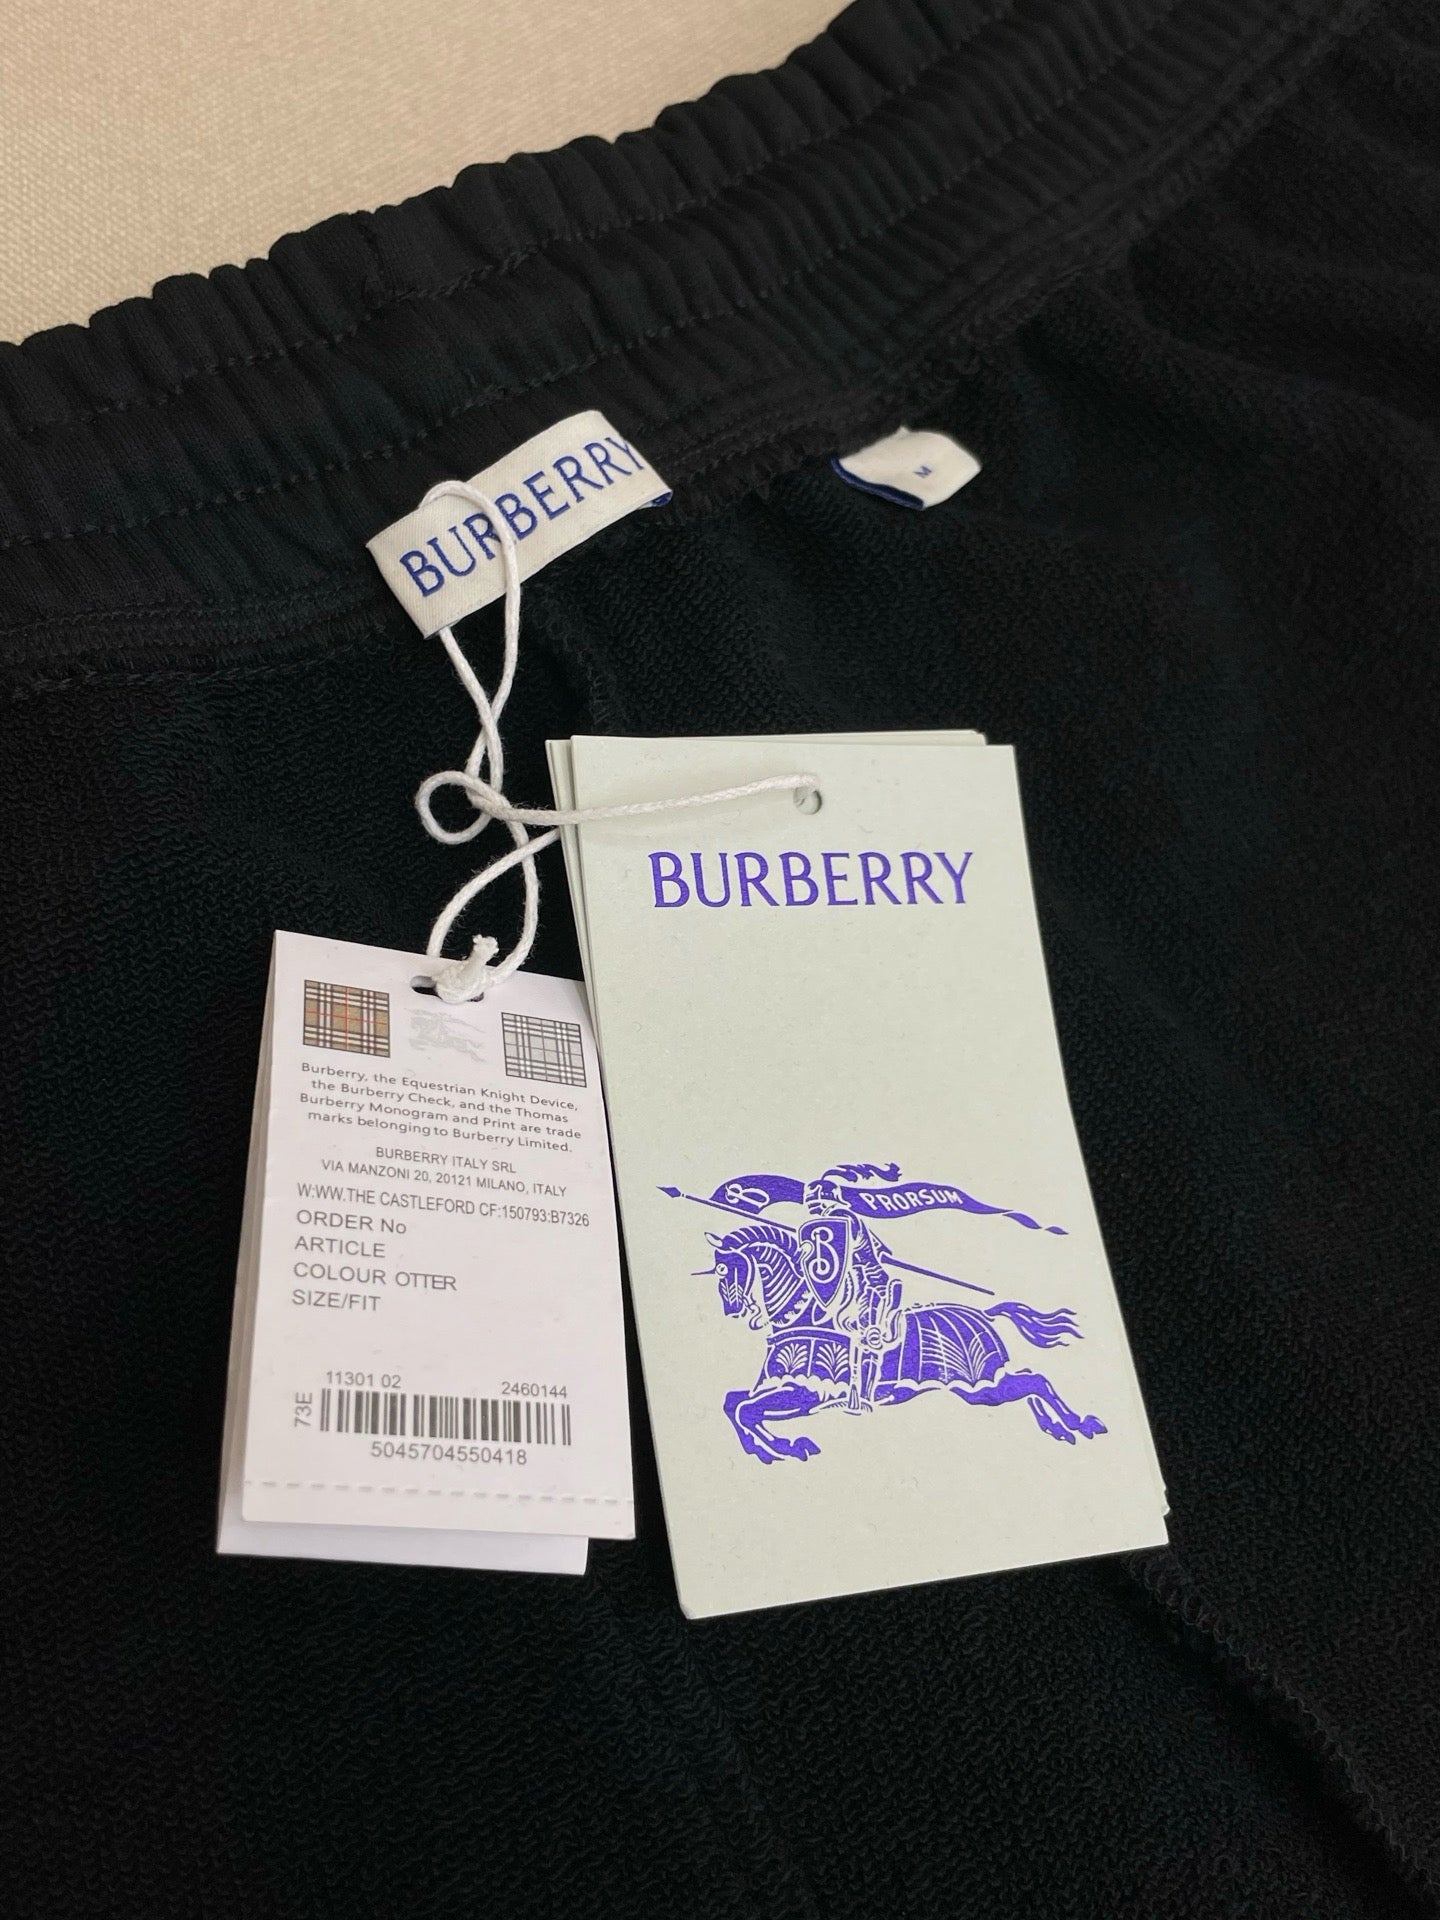 BURBERRY
M
BURBERRY
B PRORSUM
B
Burberry, the Equestrian Knight Device,
the Burberry Check, and the Thomas
Burberry Monogram and Print are trade
marks belonging to Burberry Limited.
BURBERRY ITALY SRL
VIA MANZONI 20, 20121 MILANO, ITALY
W:WW.THE CASTLEFORD CF:150793:B7326
ORDER No
ARTICLE
COLOUR OTTER
SIZE/FIT
11301 02 2460144
73E
5045704550418